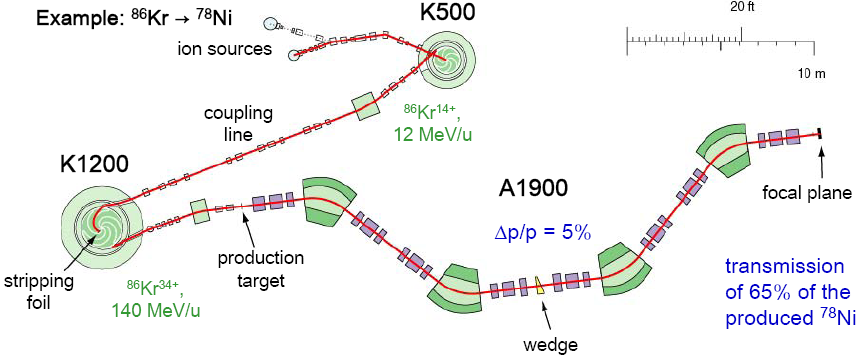 Example: ⁸⁶Kr → ⁷⁸Ni
ion sources
K500
20 ft
10 m
coupling
line
⁸⁶Kr¹⁴⁺,
12 MeV/u
K1200
A1900
focal plane
Δp/p = 5%
production
target
stripping
foil
⁸⁶Kr³⁴⁺,
140 MeV/u
wedge
transmission
of 65% of the
produced ⁷⁸Ni